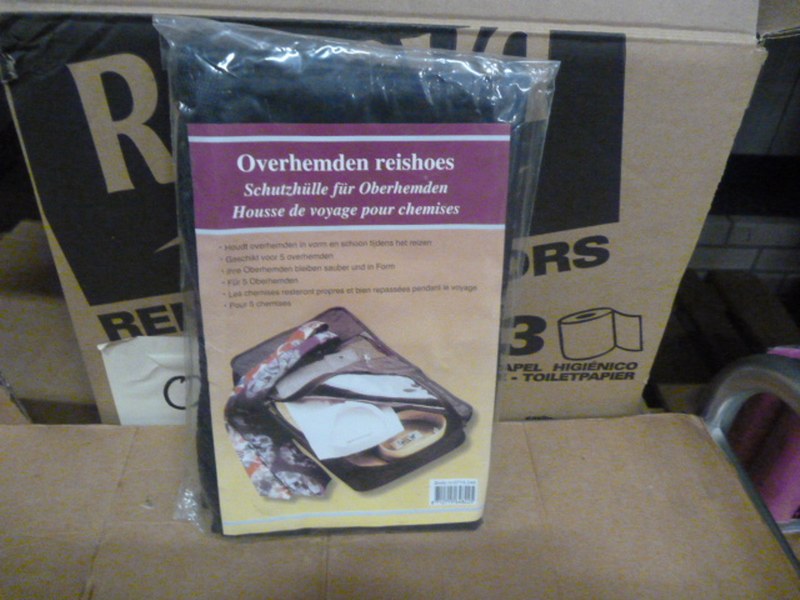 Overhemden reishoes
Schutzhülle für Oberhemden
Housse de voyage pour chemises
· Houdt overhemden in vorm en schoon tijdens het reizen
· Geschikt voor 5 overhemden
· Ihre Oberhemden bleiben sauber und in Form
· Für 5 Oberhemden
· Les chemises resteront propres et bien repassées pendant le voyage
· Pour 5 chemises
R
ORS
REI
3
APEL HIGIÉNICO
- TOILETPAPIER
C